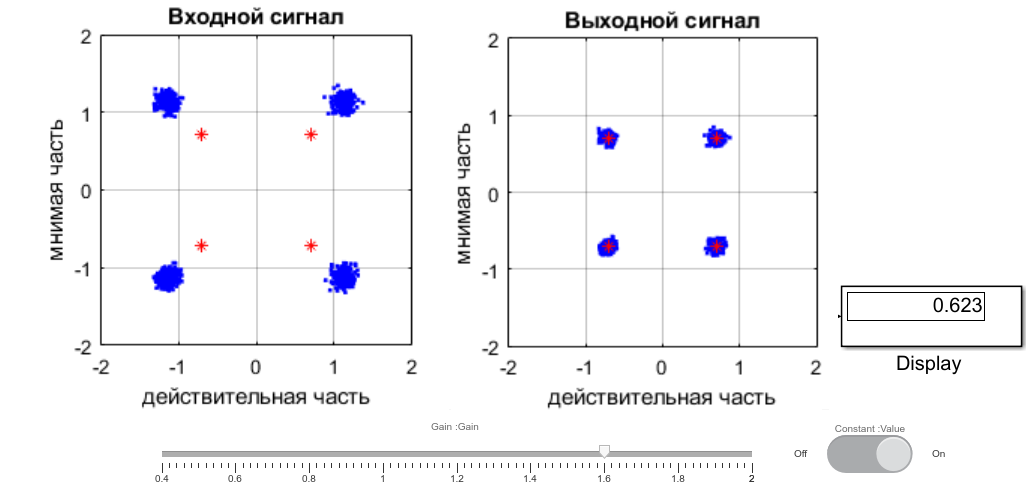 Входной сигнал
2
1
0
-1
-2
-2 -1 0 1 2
мнимая часть
действительная часть
Выходной сигнал
2
1
0
-1
-2
-2 -1 0 1 2
мнимая часть
действительная часть
0.623
Display
Gain :Gain
0.4 0.6 0.8 1 1.2 1.4 1.6 1.8 2
Constant :Value
Off On